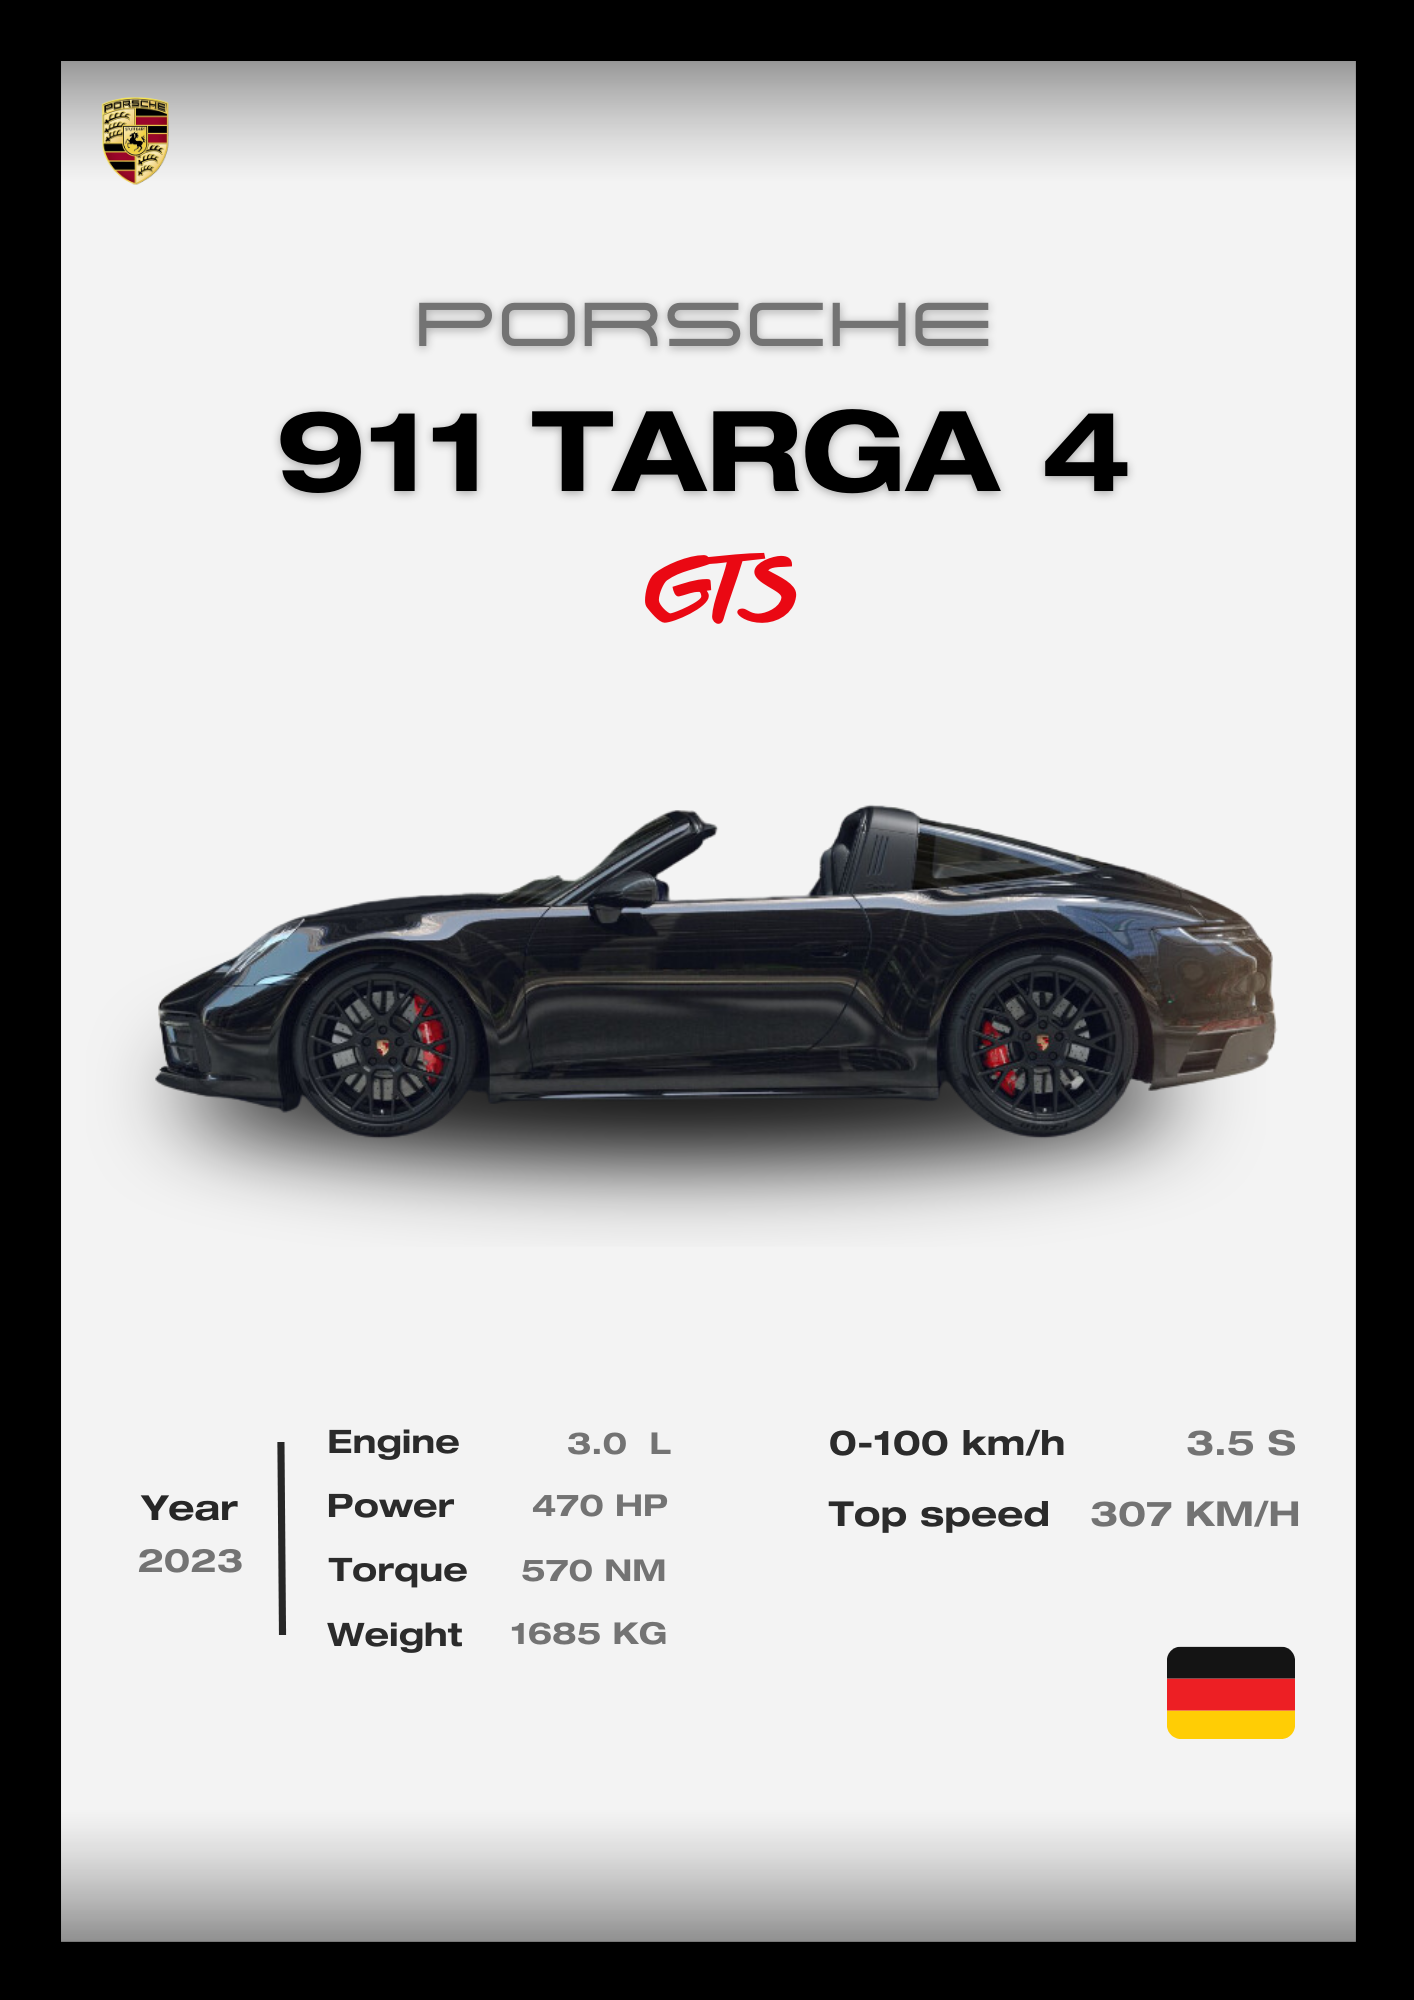 PORSCHE
PORSCHE
911 TARGA 4
GTS
Engine 3.0 L
Power 470 HP
Torque 570 NM
Weight 1685 KG
Year
2023
0-100 km/h 3.5 S
Top speed 307 KM/H